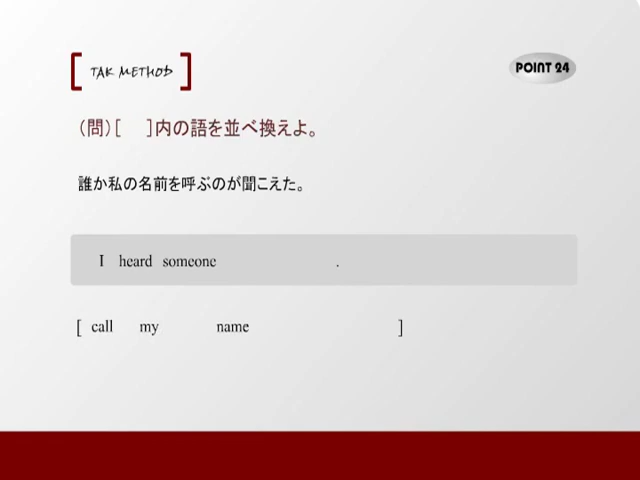 TAK METHOD
POINT 24
(問)[ ]内の語を並べ換えよ。
誰か私の名前を呼ぶのが聞こえた。
I heard someone .
[ call my name ]